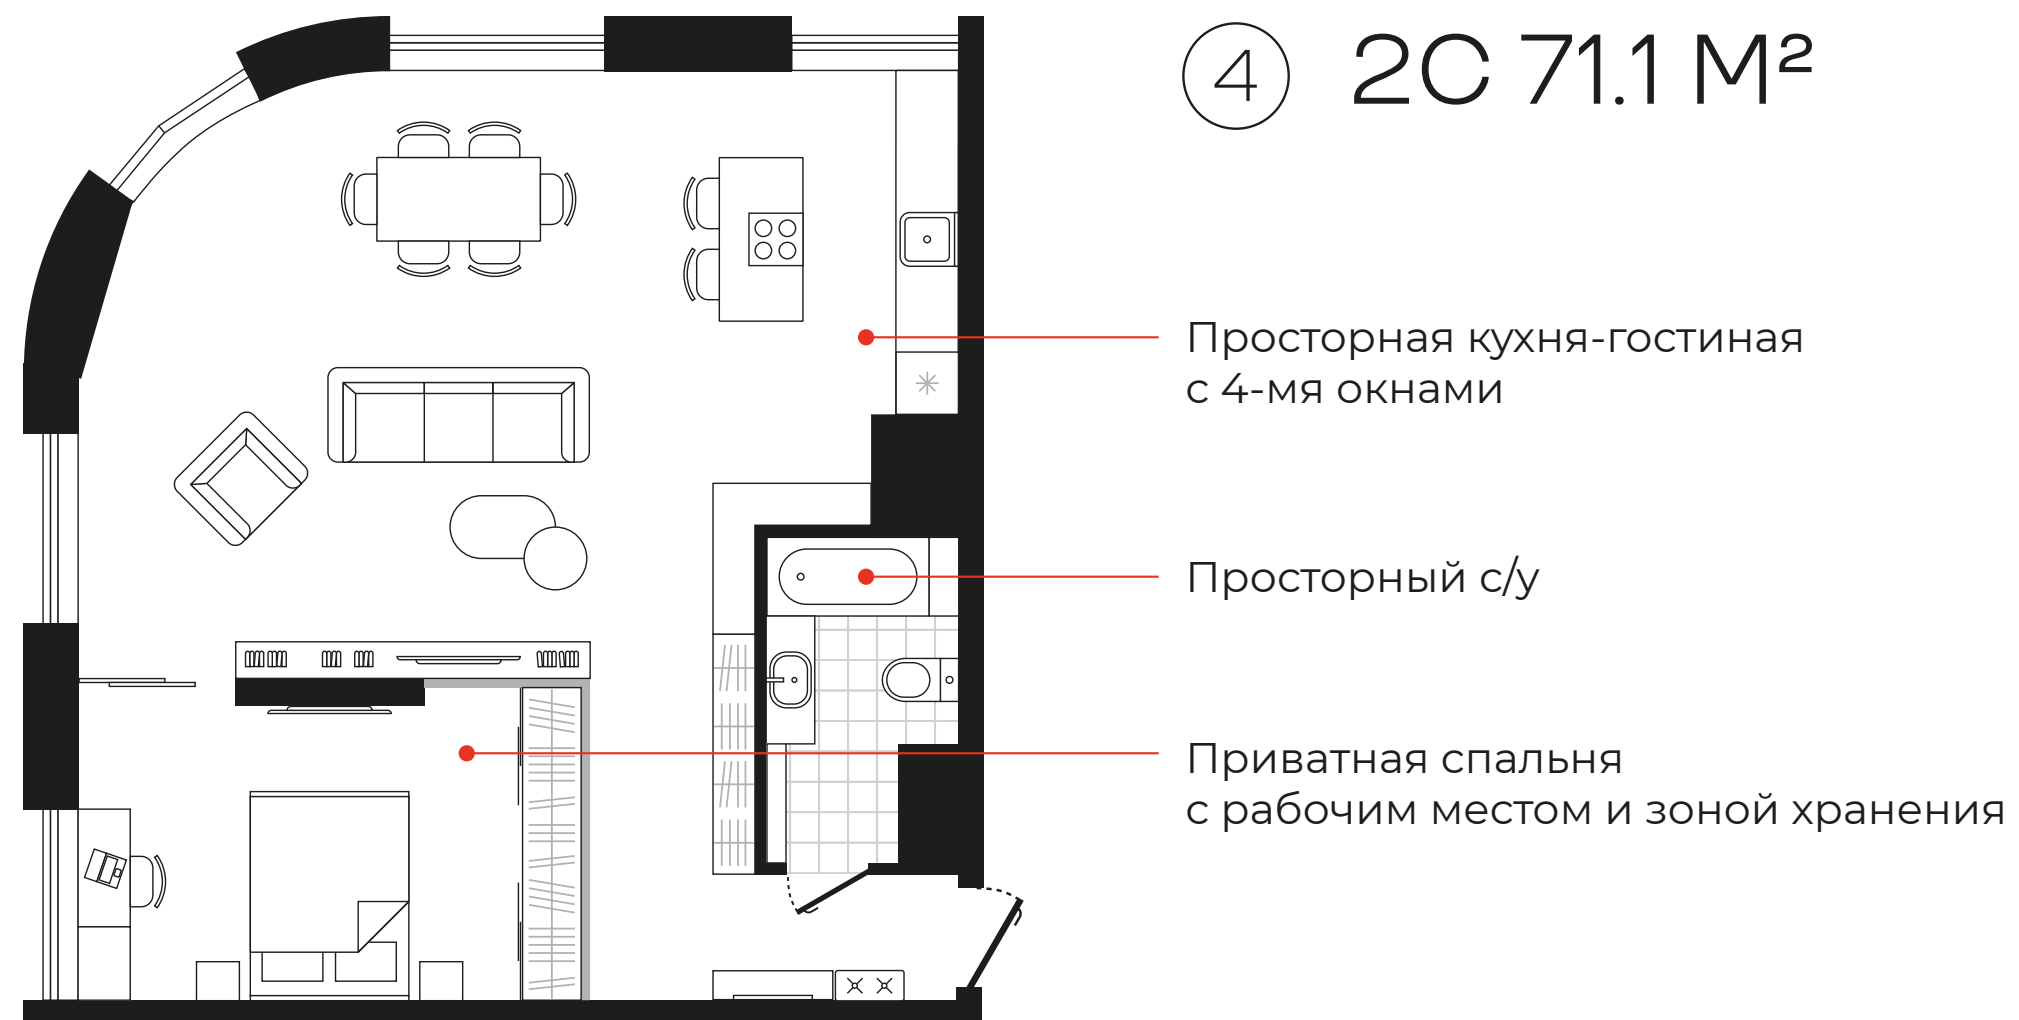 4 2С 71.1 М²
Просторная кухня-гостиная
с 4-мя окнами
Просторный с/у
Приватная спальня
с рабочим местом и зоной хранения